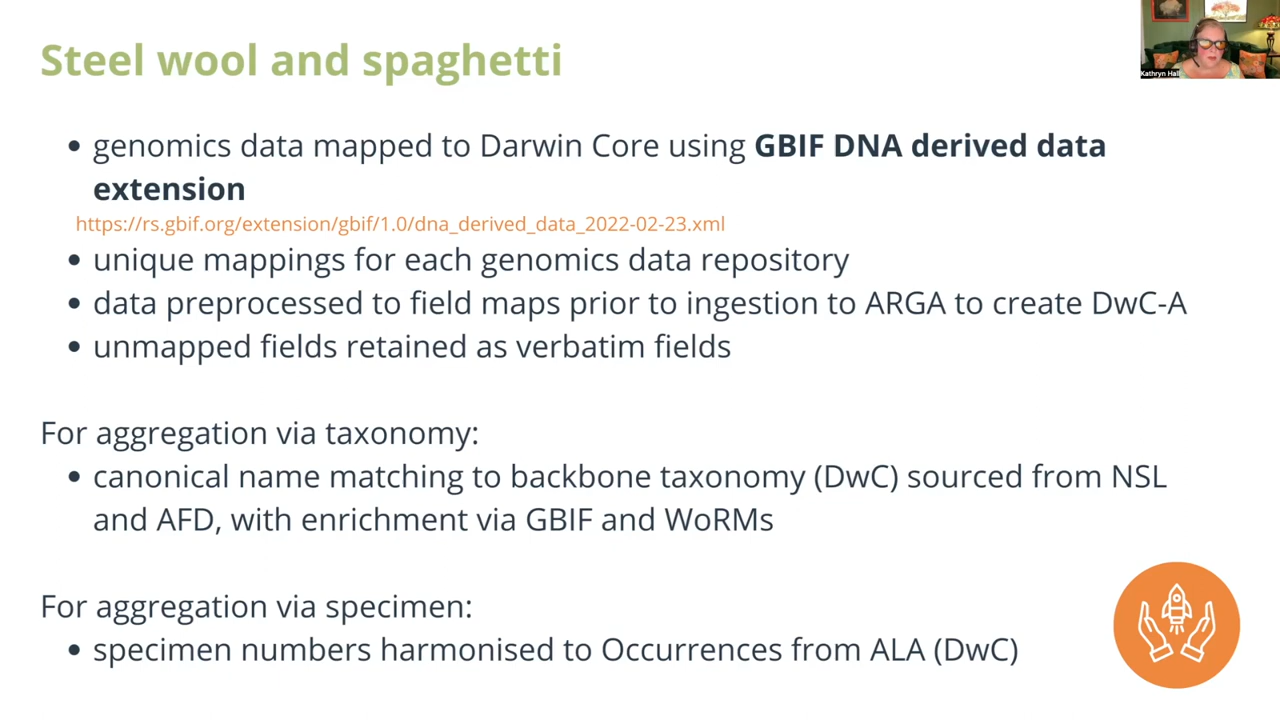 Steel wool and spaghetti
Kathryn Hall
• genomics data mapped to Darwin Core using GBIF DNA derived data
extension
https://rs.gbif.org/extension/gbif/1.0/dna_derived_data_2022-02-23.xml
• unique mappings for each genomics data repository
• data preprocessed to field maps prior to ingestion to ARGA to create DwC-A
• unmapped fields retained as verbatim fields
For aggregation via taxonomy:
• canonical name matching to backbone taxonomy (DwC) sourced from NSL
and AFD, with enrichment via GBIF and WoRMs
For aggregation via specimen:
• specimen numbers harmonised to Occurrences from ALA (DwC)